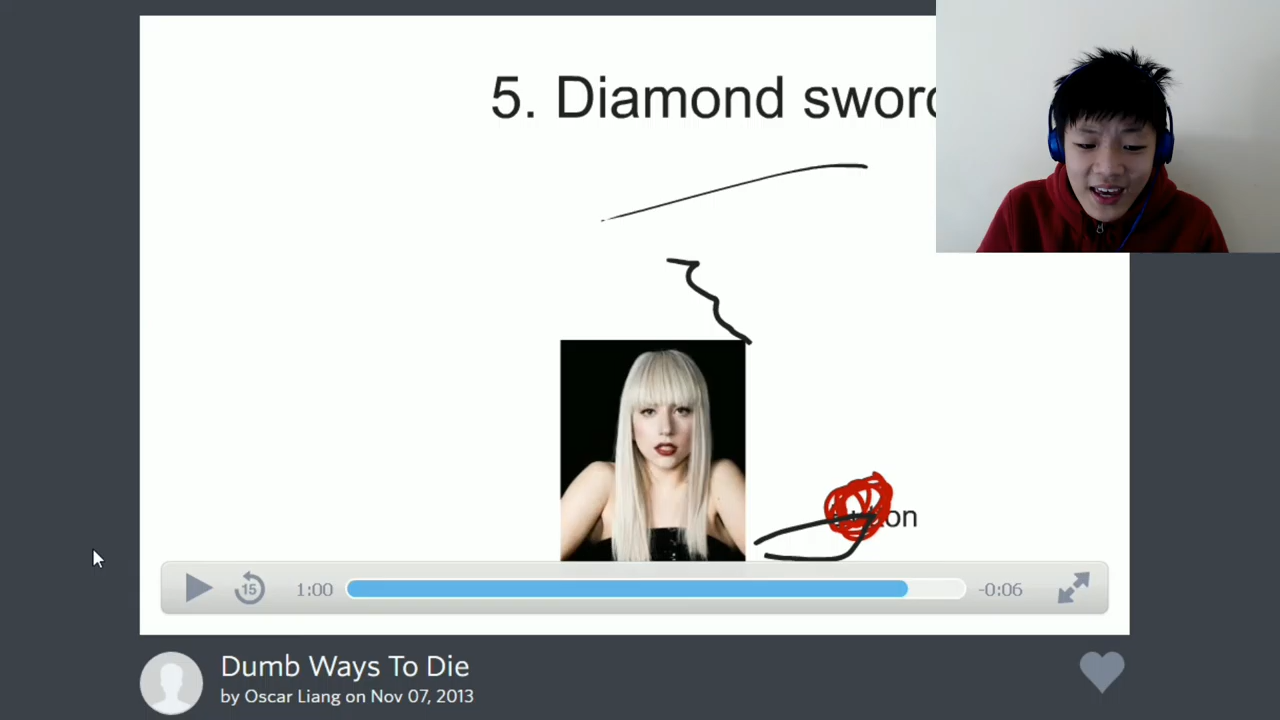 5. Diamond sword
on
15
1:00
-0:06
Dumb Ways To Die
by Oscar Liang on Nov 07, 2013